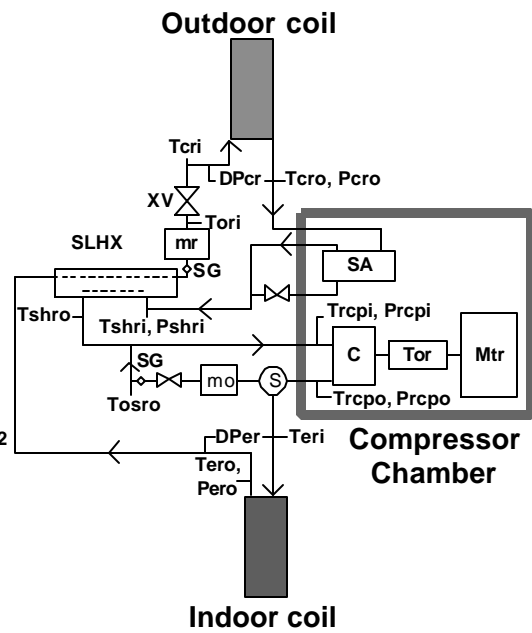 Outdoor coil
Tcri
DPcr
Tcro, Pcro
XV
Tori
SLHX
mr
SA
SG
Tshro
Tshri, Pshri
Trcpi, Prcpi
SG
C
Tor
Mtr
mo
S
Tosro
Trcpo, Prcpo
2
DPer
Teri
Compressor
Chamber
Tero,
Pero
Indoor coil